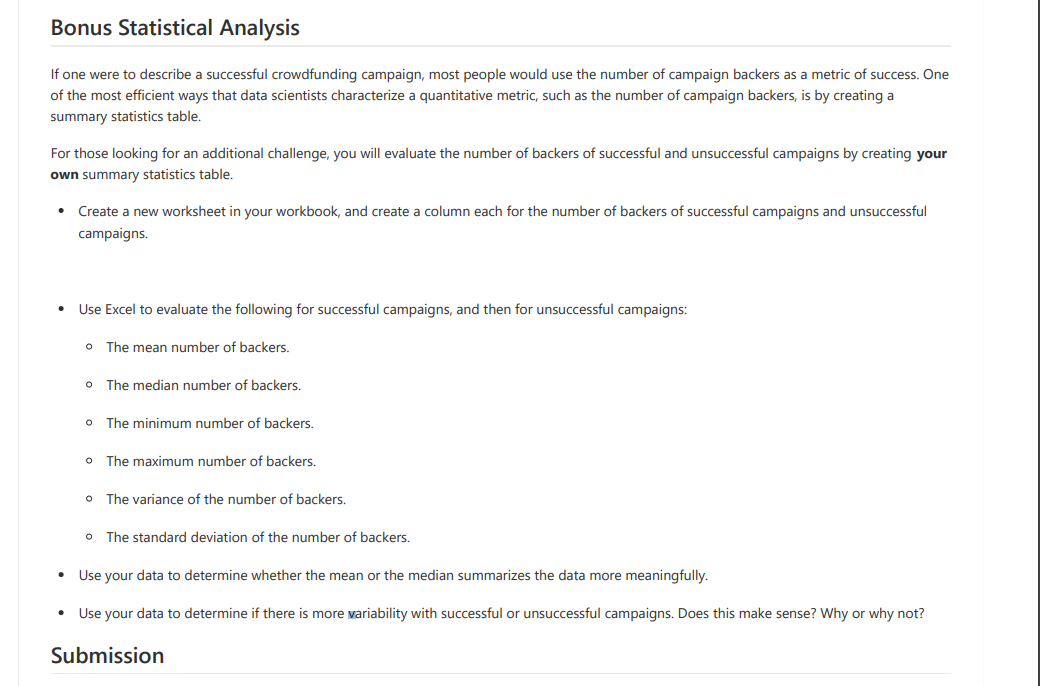 Bonus Statistical Analysis
If one were to describe a successful crowdfunding campaign, most people would use the number of campaign backers as a metric of success. One
of the most efficient ways that data scientists characterize a quantitative metric, such as the number of campaign backers, is by creating a
summary statistics table.
For those looking for an additional challenge, you will evaluate the number of backers of successful and unsuccessful campaigns by creating your
own summary statistics table.
• Create a new worksheet in your workbook, and create a column each for the number of backers of successful campaigns and unsuccessful
campaigns.
• Use Excel to evaluate the following for successful campaigns, and then for unsuccessful campaigns:
○ The mean number of backers.
○ The median number of backers.
○ The minimum number of backers.
○ The maximum number of backers.
○ The variance of the number of backers.
○ The standard deviation of the number of backers.
• Use your data to determine whether the mean or the median summarizes the data more meaningfully.
• Use your data to determine if there is more variability with successful or unsuccessful campaigns. Does this make sense? Why or why not?
Submission